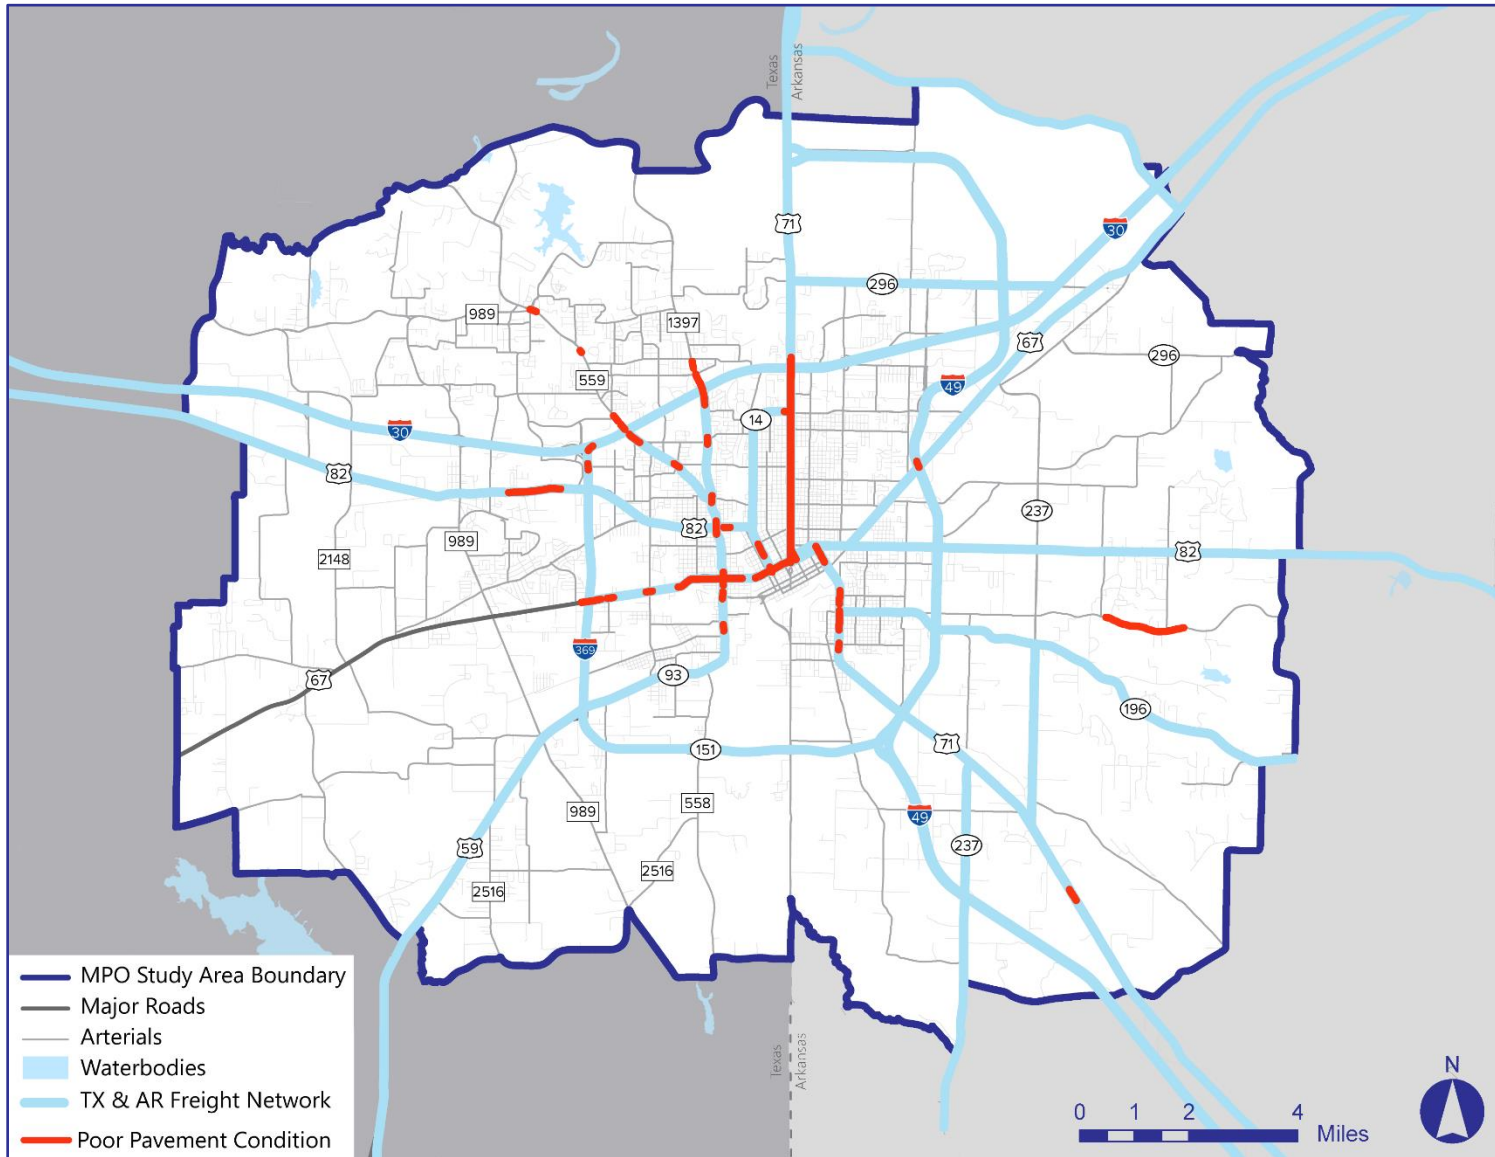 Texas
Arkansas
71
30
296
989
1397
67
296
559
49
14
30
82
237
82
989
2148
82
369
67
93
196
151
71
989
558
49
59
237
2516
2516
MPO Study Area Boundary
Major Roads
Arterials
Waterbodies
TX & AR Freight Network
Poor Pavement Condition
Texas
Arkansas
N
0 1 2 4
Miles